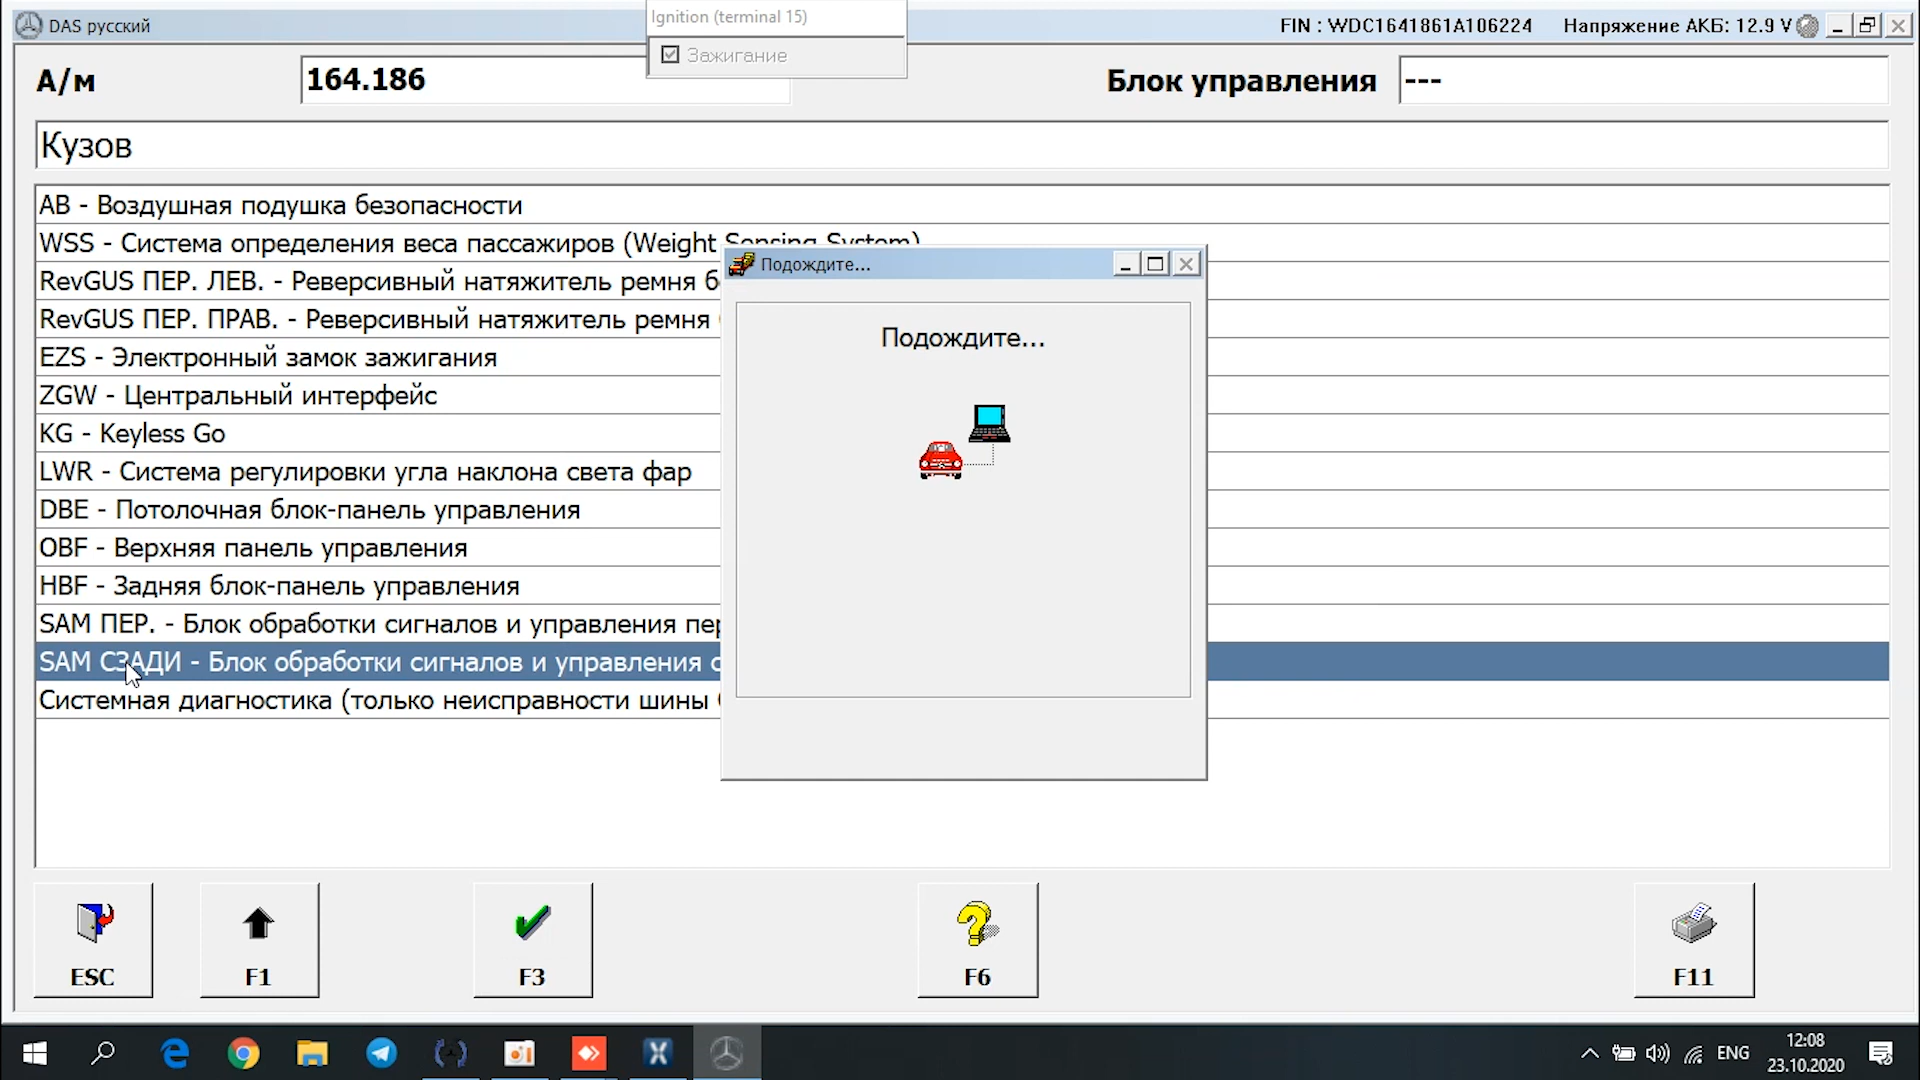 DAS русский
Ignition (terminal 15)
FIN : WDC1641861A106224
Напряжение АКБ: 12.9 V
Зажигание
А/м
164.186
Блок управления
---
Кузов
AB - Воздушная подушка безопасности
WSS - Система определения веса пассажиров (Weight Sensing System)
RevGUS ПЕР. ЛЕВ. - Реверсивный натяжитель ремня
RevGUS ПЕР. ПРАВ. - Реверсивный натяжитель ремня
EZS - Электронный замок зажигания
ZGW - Центральный интерфейс
KG - Keyless Go
LWR - Система регулировки угла наклона света фар
DBE - Потолочная блок-панель управления
OBF - Верхняя панель управления
HBF - Задняя блок-панель управления
SAM ПЕР. - Блок обработки сигналов и управления
SAM СЗАДИ - Блок обработки сигналов и управления
Системная диагностика (только неисправности шины
Подождите...
Подождите...
ESC
F1
F3
F6
F11
ENG
12:08
23.10.2020